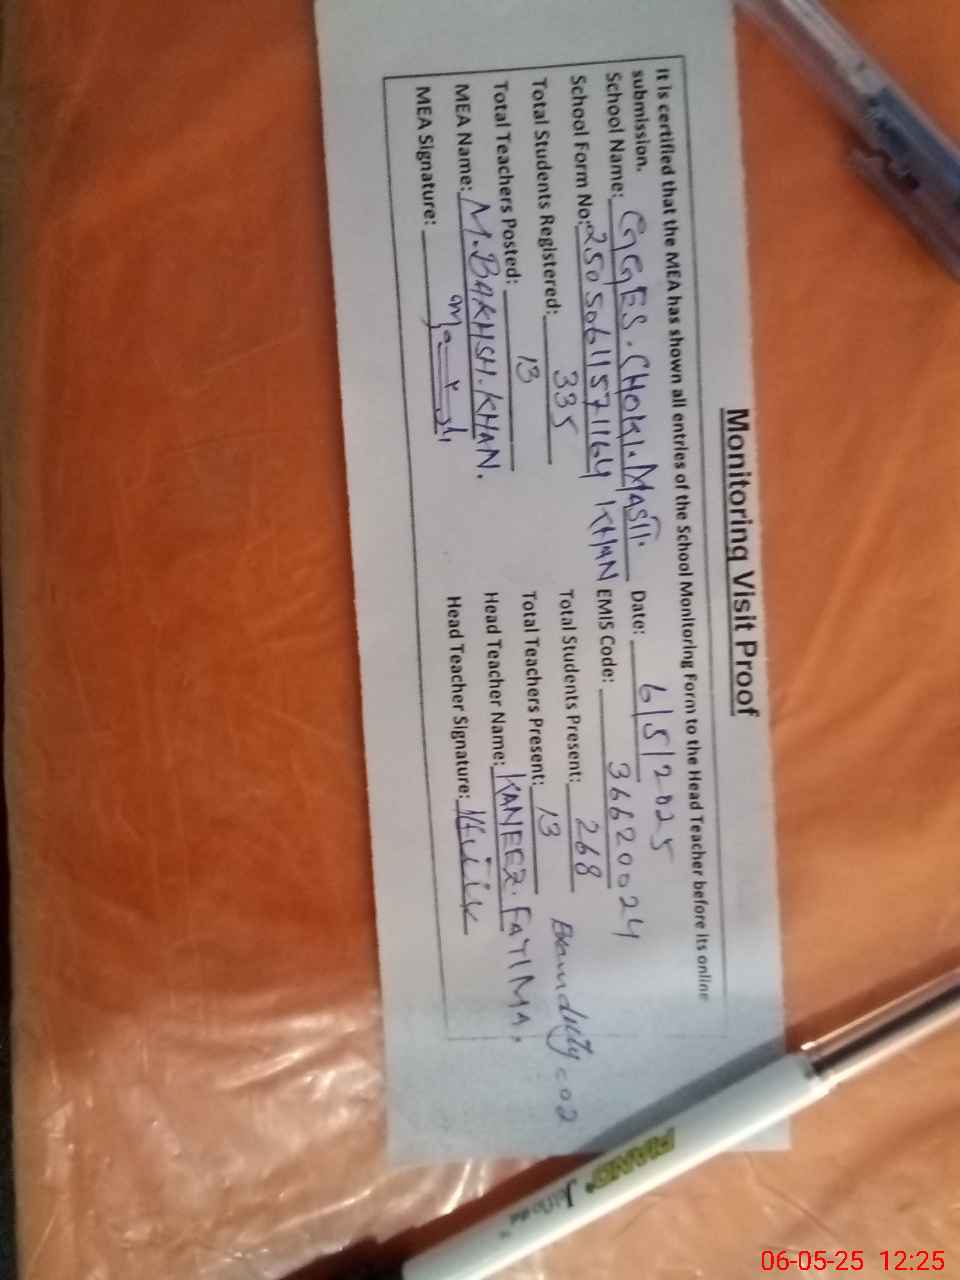 Monitoring Visit Proof
It is certified that the MEA has shown all entries of the School Monitoring Form to the Head Teacher before its online
submission.
School Name: GGES. CHOKI. MASTI. KHAN Date: 6/5/2025
School Form No: 25050611571164 EMIS Code: 36620024
Total Students Registered: 335 Total Students Present: 268
Total Teachers Posted: 13 Total Teachers Present: 13 Examduty = 02
MEA Name: M. BAKHSH. KHAN. Head Teacher Name: KANEEZ. FATIMA.
MEA Signature: Head Teacher Signature:
PIANO
06-05-25 12:25